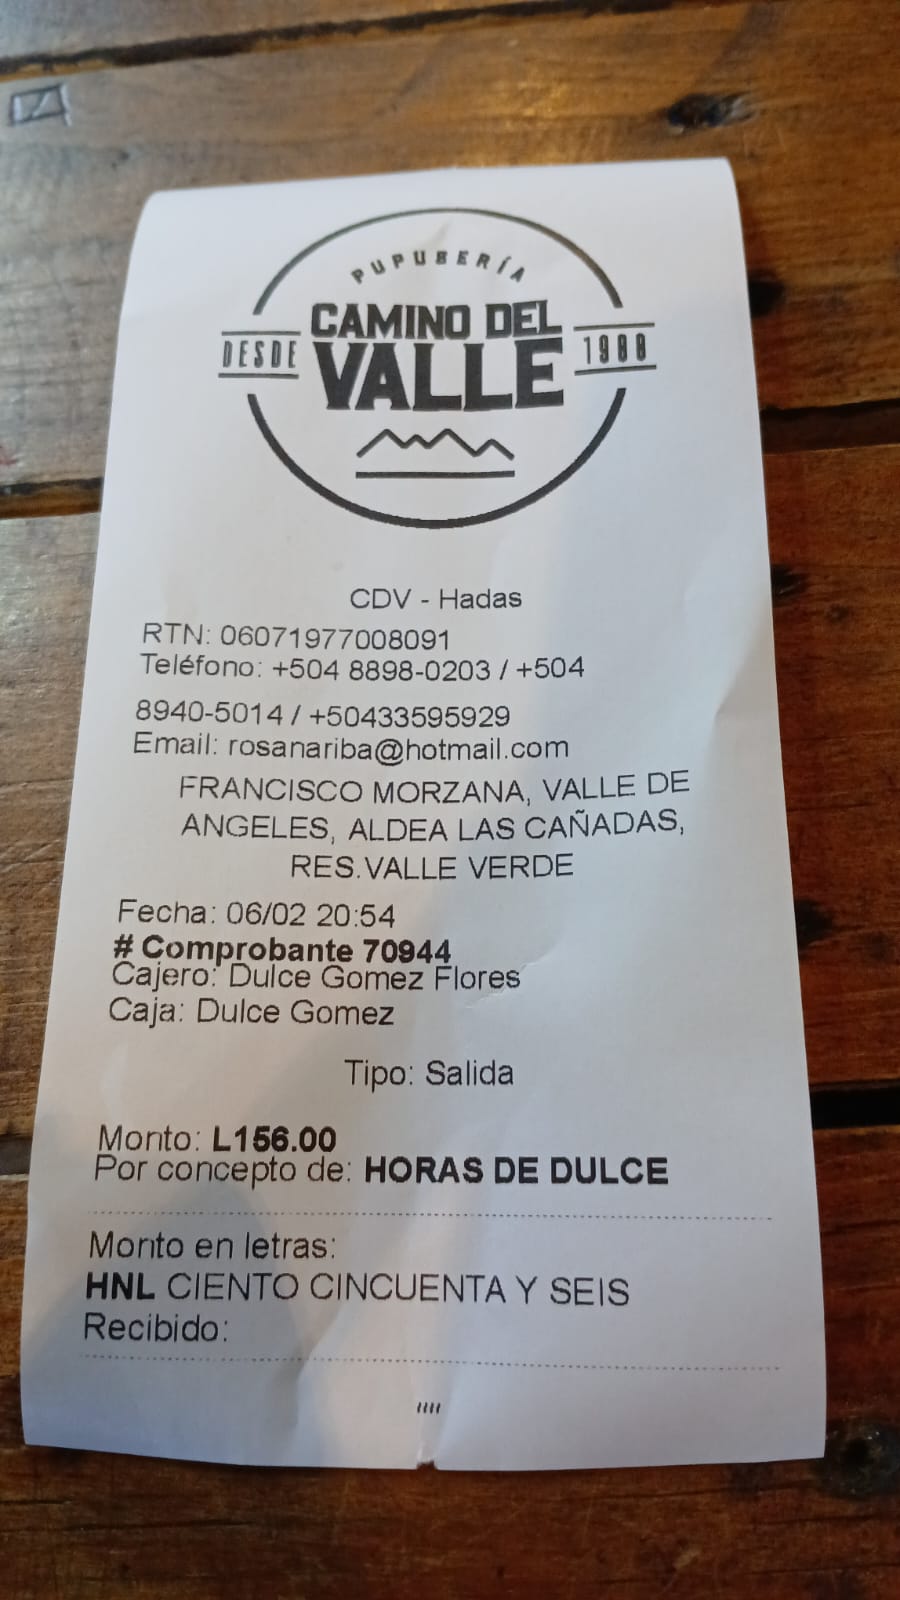 PUPUSERÍA
CAMINO DEL
DESDE VALLE 1988
CDV - Hadas
RTN: 06071977008091
Teléfono: +504 8898-0203 / +504
8940-5014 / +50433595929
Email: rosanariba@hotmail.com
FRANCISCO MORZANA, VALLE DE
ANGELES, ALDEA LAS CAÑADAS,
RES.VALLE VERDE
Fecha: 06/02 20:54
# Comprobante 70944
Cajero: Dulce Gomez Flores
Caja: Dulce Gomez
Tipo: Salida
Monto: L156.00
Por concepto de: HORAS DE DULCE
Monto en letras:
HNL CIENTO CINCUENTA Y SEIS
Recibido:
////